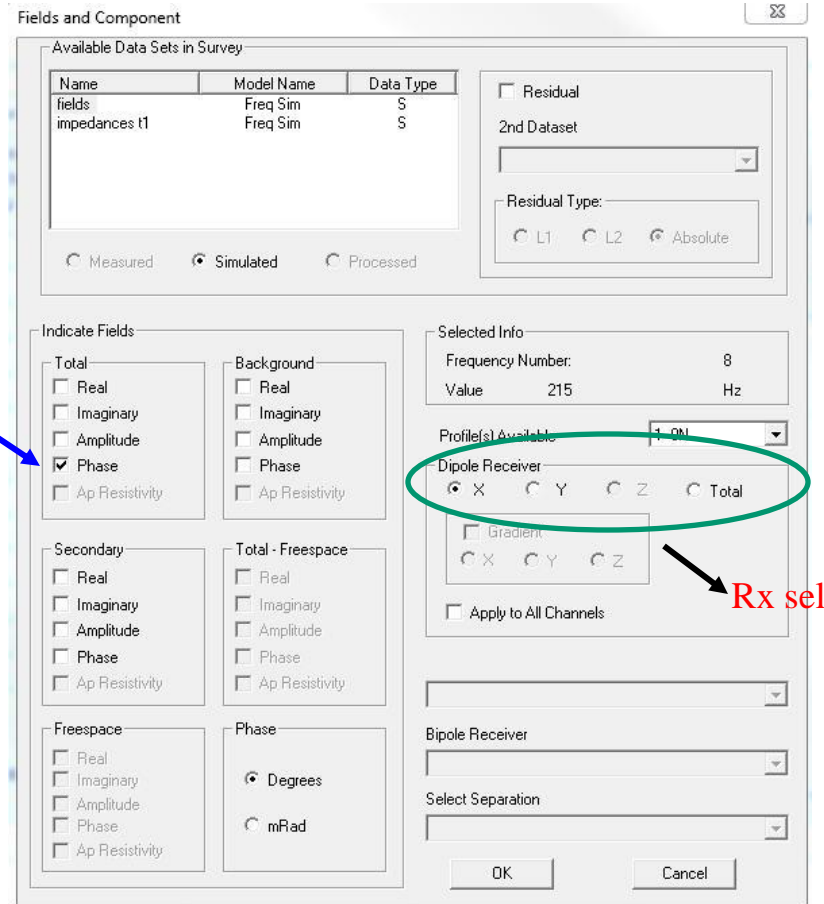 Fields and Component
Available Data Sets in Survey
Name Model Name Data Type
fields Freq Sim S
impedances t1 Freq Sim S
Measured Simulated Processed
Residual
2nd Dataset
Residual Type:
L1 L2 Absolute
Indicate Fields
Total
Real
Imaginary
Amplitude
Phase
Ap Resistivity
Background
Real
Imaginary
Amplitude
Phase
Ap Resistivity
Secondary
Real
Imaginary
Amplitude
Phase
Ap Resistivity
Total - Freespace
Real
Imaginary
Amplitude
Phase
Ap Resistivity
Freespace
Real
Imaginary
Amplitude
Phase
Ap Resistivity
Phase
Degrees
mRad
Selected Info
Frequency Number: 8
Value 215 Hz
Profile(s) Available
Dipole Receiver
X Y Z Total
Gradient
X Y Z
Rx sel
Apply to All Channels
Bipole Receiver
Select Separation
OK Cancel